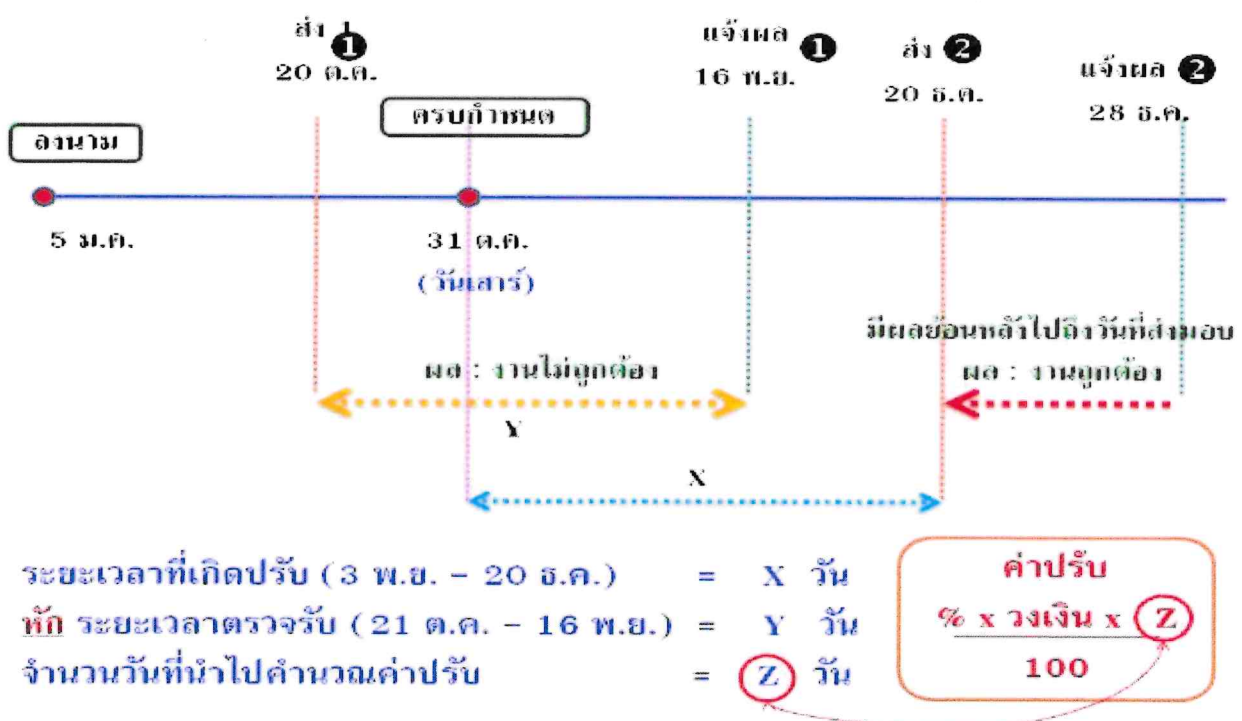 ส่ง 1 ❶
20 ต.ค.
แจ้งผล ❶
16 พ.ย.
ส่ง ❷
20 ธ.ค.
แจ้งผล ❷
28 ธ.ค.
ลงนาม
ครบกำหนด
5 ม.ค.
31 ต.ค.
(วันเสาร์)
มีผลย้อนหลังไปถึงวันที่ส่งมอบ
ผล : งานไม่ถูกต้อง
ผล : งานถูกต้อง
Y
X
ระยะเวลาที่เกิดปรับ (3 พ.ย. – 20 ธ.ค.) = X วัน
หัก ระยะเวลาตรวจรับ (21 ต.ค. – 16 พ.ย.) = Y วัน
จำนวนวันที่นำไปคำนวณค่าปรับ = Z วัน
ค่าปรับ
% x วงเงิน x Z
100